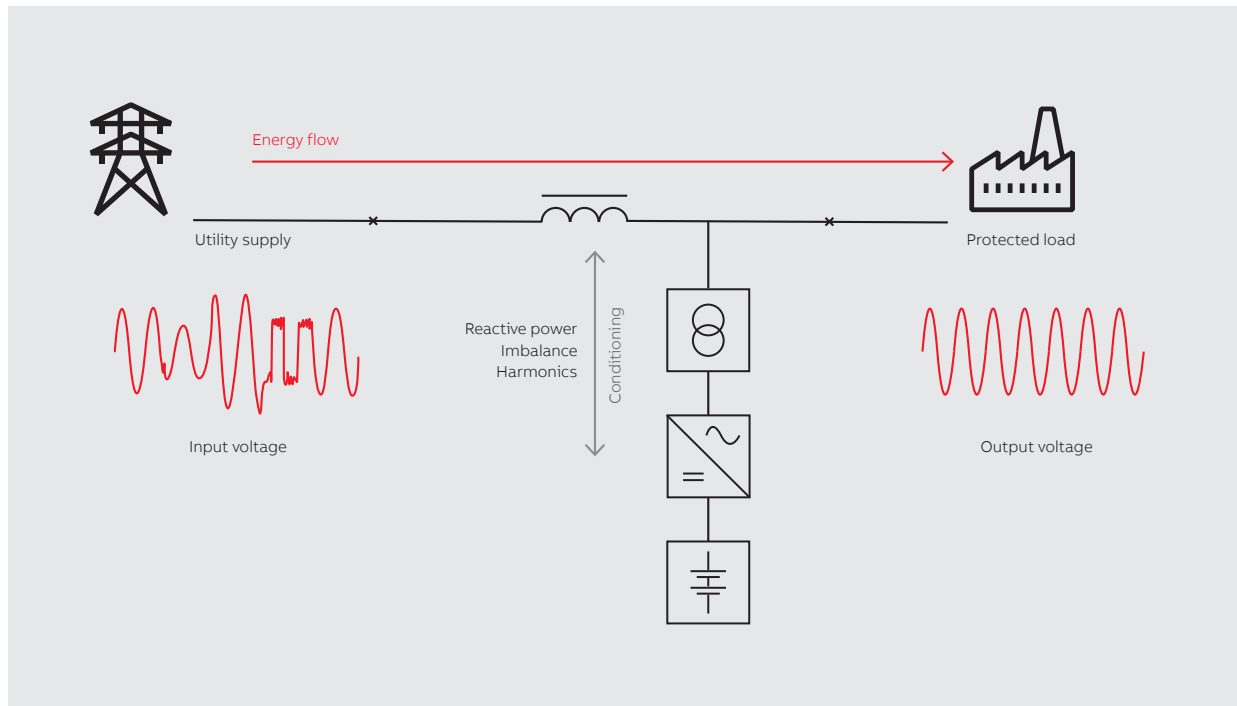 Energy flow
Utility supply
Protected load
Reactive power
Imbalance
Harmonics
Conditioning
Input voltage
Output voltage